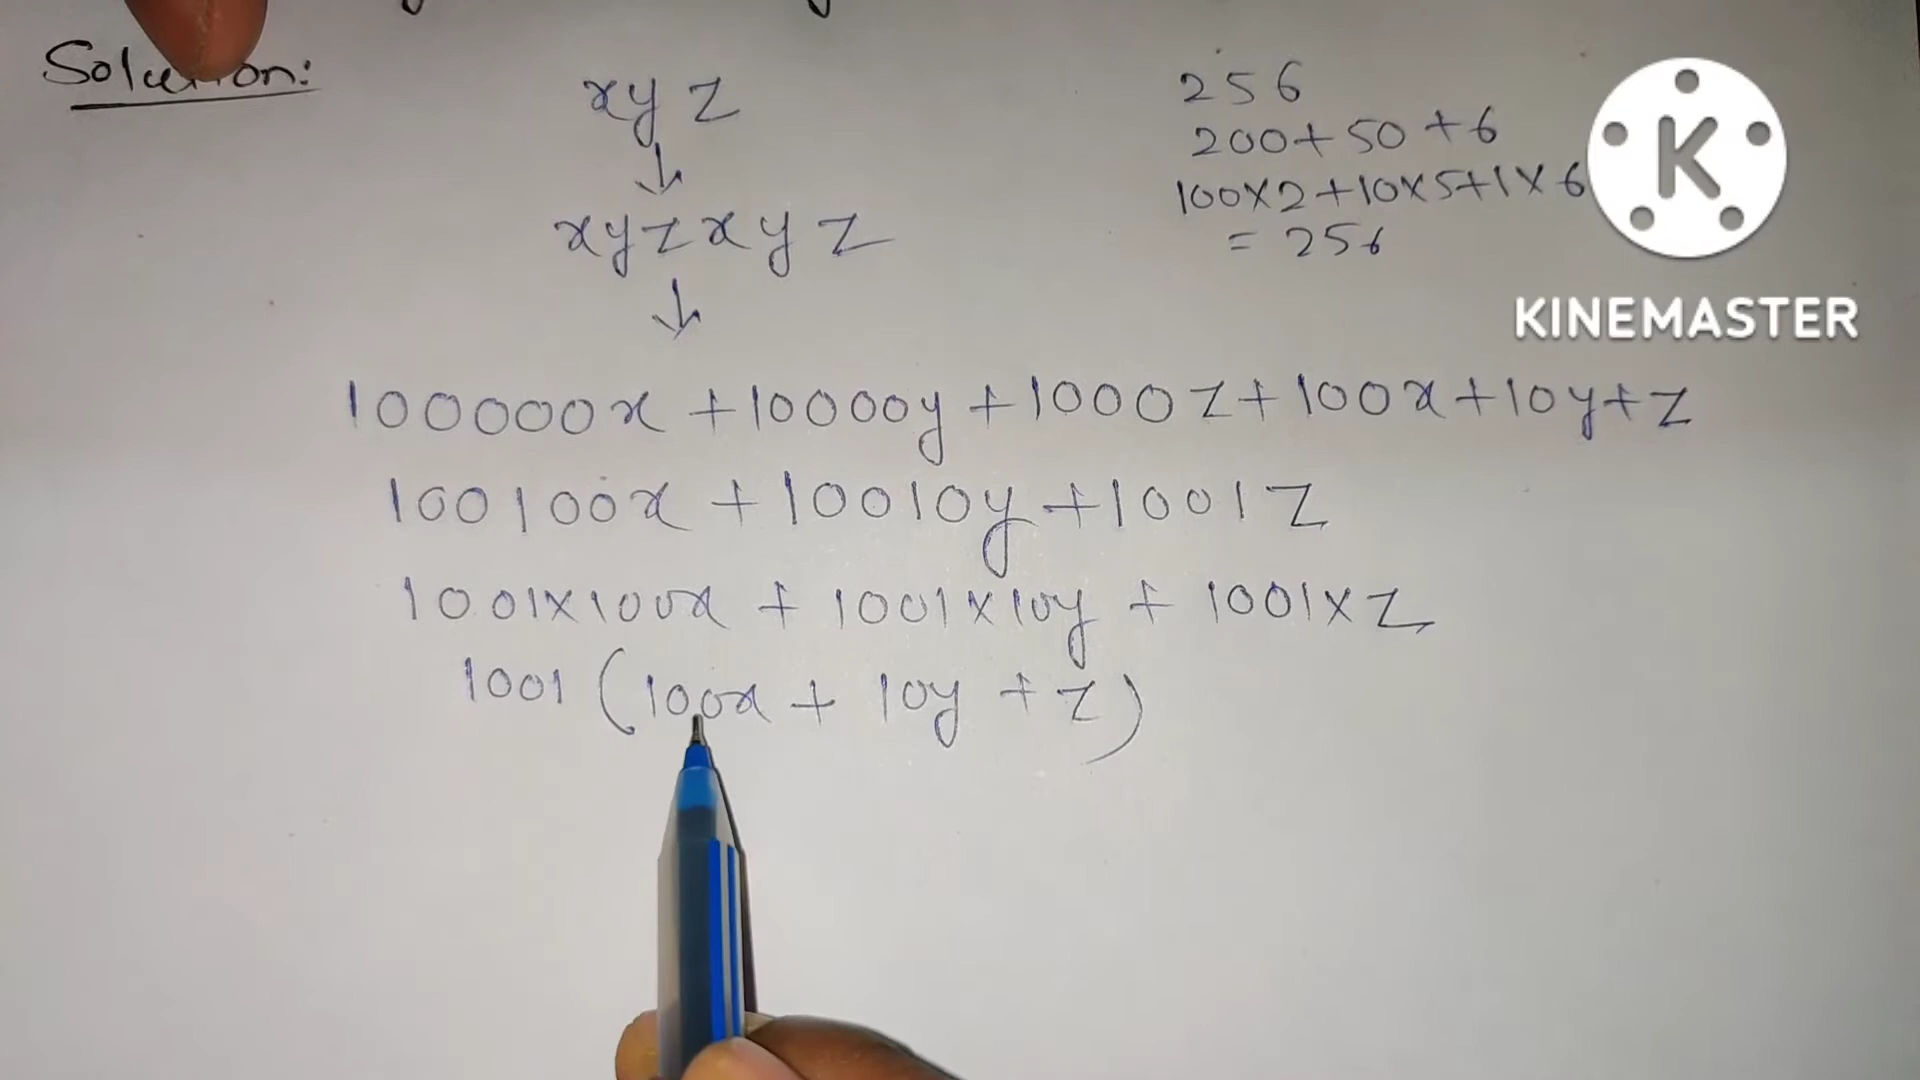 Solution:
xyz
↓
xyzxyz
↓
256
200+50+6
100×2+10×5+1×6
= 256
KINEMASTER
100000x + 10000y + 1000z + 100x + 10y + z
100100x + 10010y + 1001z
1001×100x + 1001×10y + 1001×z
1001 (100x + 10y + z)